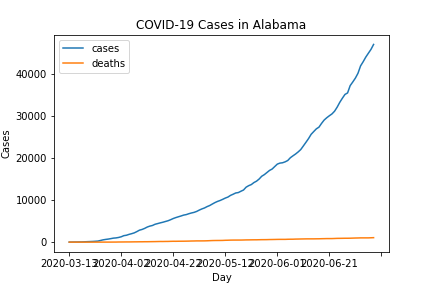 COVID-19 Cases in Alabama
cases
deaths
40000
30000
20000
10000
0
Cases
2020-03-13 2020-04-02 2020-04-22 2020-05-12 2020-06-01 2020-06-21
Day